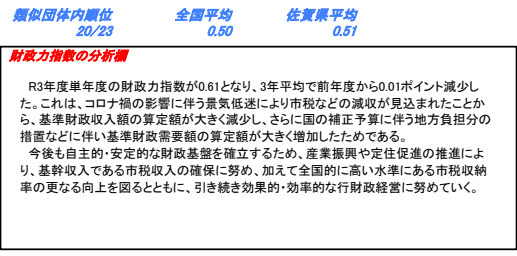 類似団体内順位 全国平均 佐賀県平均
20/23 0.50 0.51
財政力指数の分析欄
R3年度単年度の財政力指数が0.61となり、3年平均で前年度から0.01ポイント減少し
た。これは、コロナ禍の影響に伴う景気低迷により市税などの減収が見込まれたことか
ら、基準財政収入額の算定額が大きく減少し、さらに国の補正予算に伴う地方負担分の
措置などに伴い基準財政需要額の算定額が大きく増加したためである。
今後も自主的・安定的な財政基盤を確立するため、産業振興や定住促進の推進によ
り、基幹収入である市税収入の確保に努め、加えて全国的に高い水準にある市税収納
率の更なる向上を図るとともに、引き続き効果的・効率的な行財政経営に努めていく。